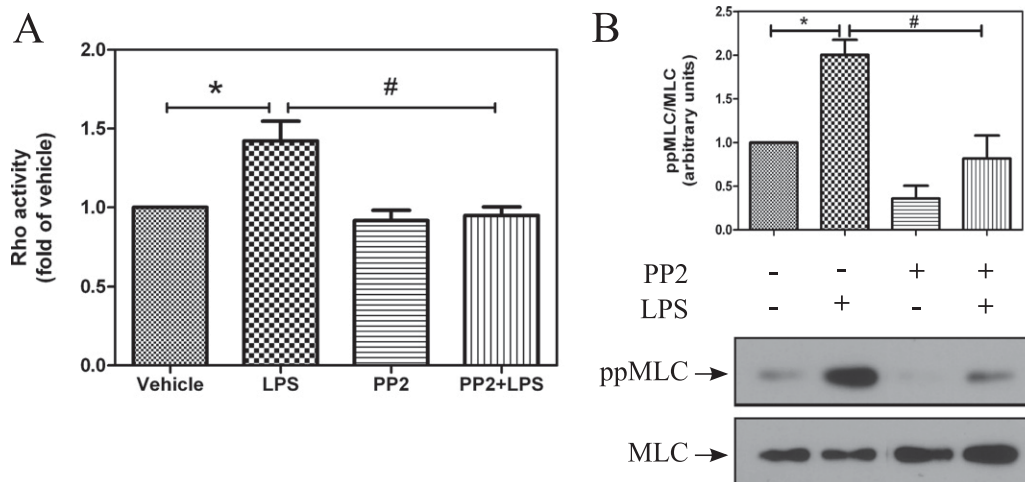 A
Rho activity
(fold of vehicle)
2.0
1.5
1.0
0.5
0.0
*
#
Vehicle LPS PP2 PP2+LPS
B
ppMLC/MLC
(arbitrary units)
2.5
2.0
1.5
1.0
0.5
0.0
*
#
PP2 - - + +
LPS - + - +
ppMLC
MLC